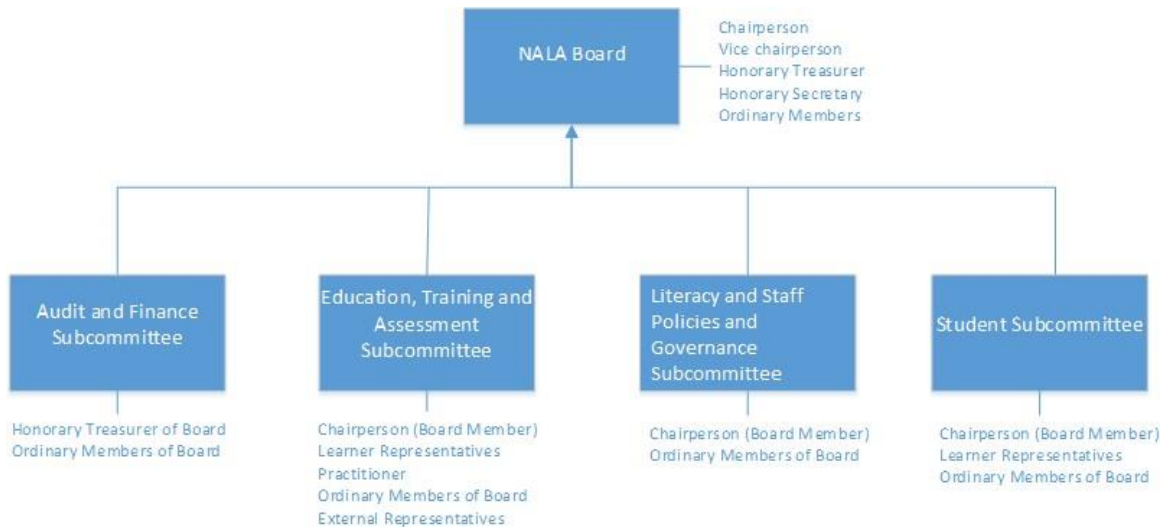 NALA Board
Chairperson
Vice chairperson
Honorary Treasurer
Honorary Secretary
Ordinary Members
Audit and Finance
Subcommittee
Honorary Treasurer of Board
Ordinary Members of Board
Education, Training and
Assessment
Subcommittee
Chairperson (Board Member)
Learner Representatives
Practitioner
Ordinary Members of Board
External Representatives
Literacy and Staff
Policies and
Governance
Subcommittee
Chairperson (Board Member)
Ordinary Members of Board
Student Subcommittee
Chairperson (Board Member)
Learner Representatives
Ordinary Members of Board